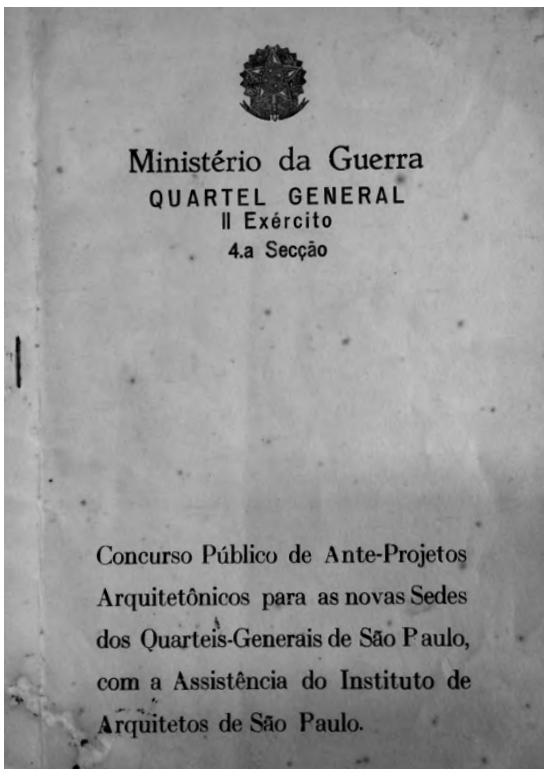 Ministério da Guerra
QUARTEL GENERAL
II Exército
4.a Secção
Concurso Público de Ante-Projetos
Arquitetônicos para as novas Sedes
dos Quarteis-Generais de São Paulo,
com a Assistência do Instituto de
Arquitetos de São Paulo.